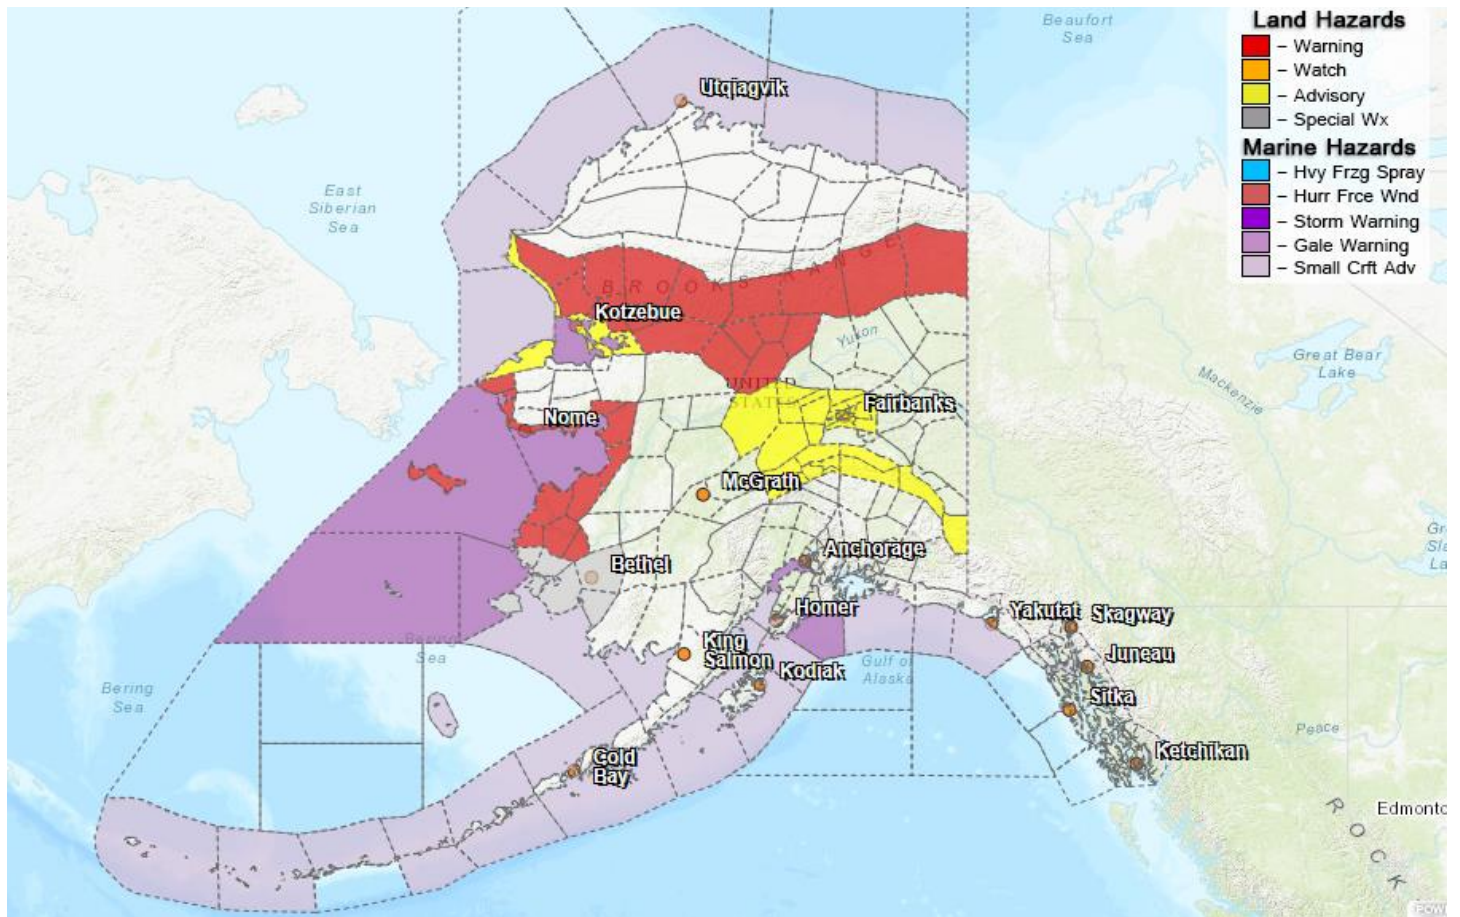 Land Hazards
– Warning
– Watch
– Advisory
– Special Wx
Marine Hazards
– Hvy Frzg Spray
– Hurr Frce Wnd
– Storm Warning
– Gale Warning
– Small Crft Adv
Beaufort
Sea
Utqiagvik
East
Siberian
Sea
BROOKS RANGE
Kotzebue
Yukon
Great Bear
Lake
Mackenzie
UNITED
STATES
Fairbanks
Nome
McGrath
Anchorage
Bethel
Homer
Yakutat
Skagway
King
Salmon
Juneau
Kodiak
Gulf of
Alaska
Bering
Sea
Bering
Sea
Sitka
Peace
Ketchikan
Cold
Bay
Edmonto
ROCK